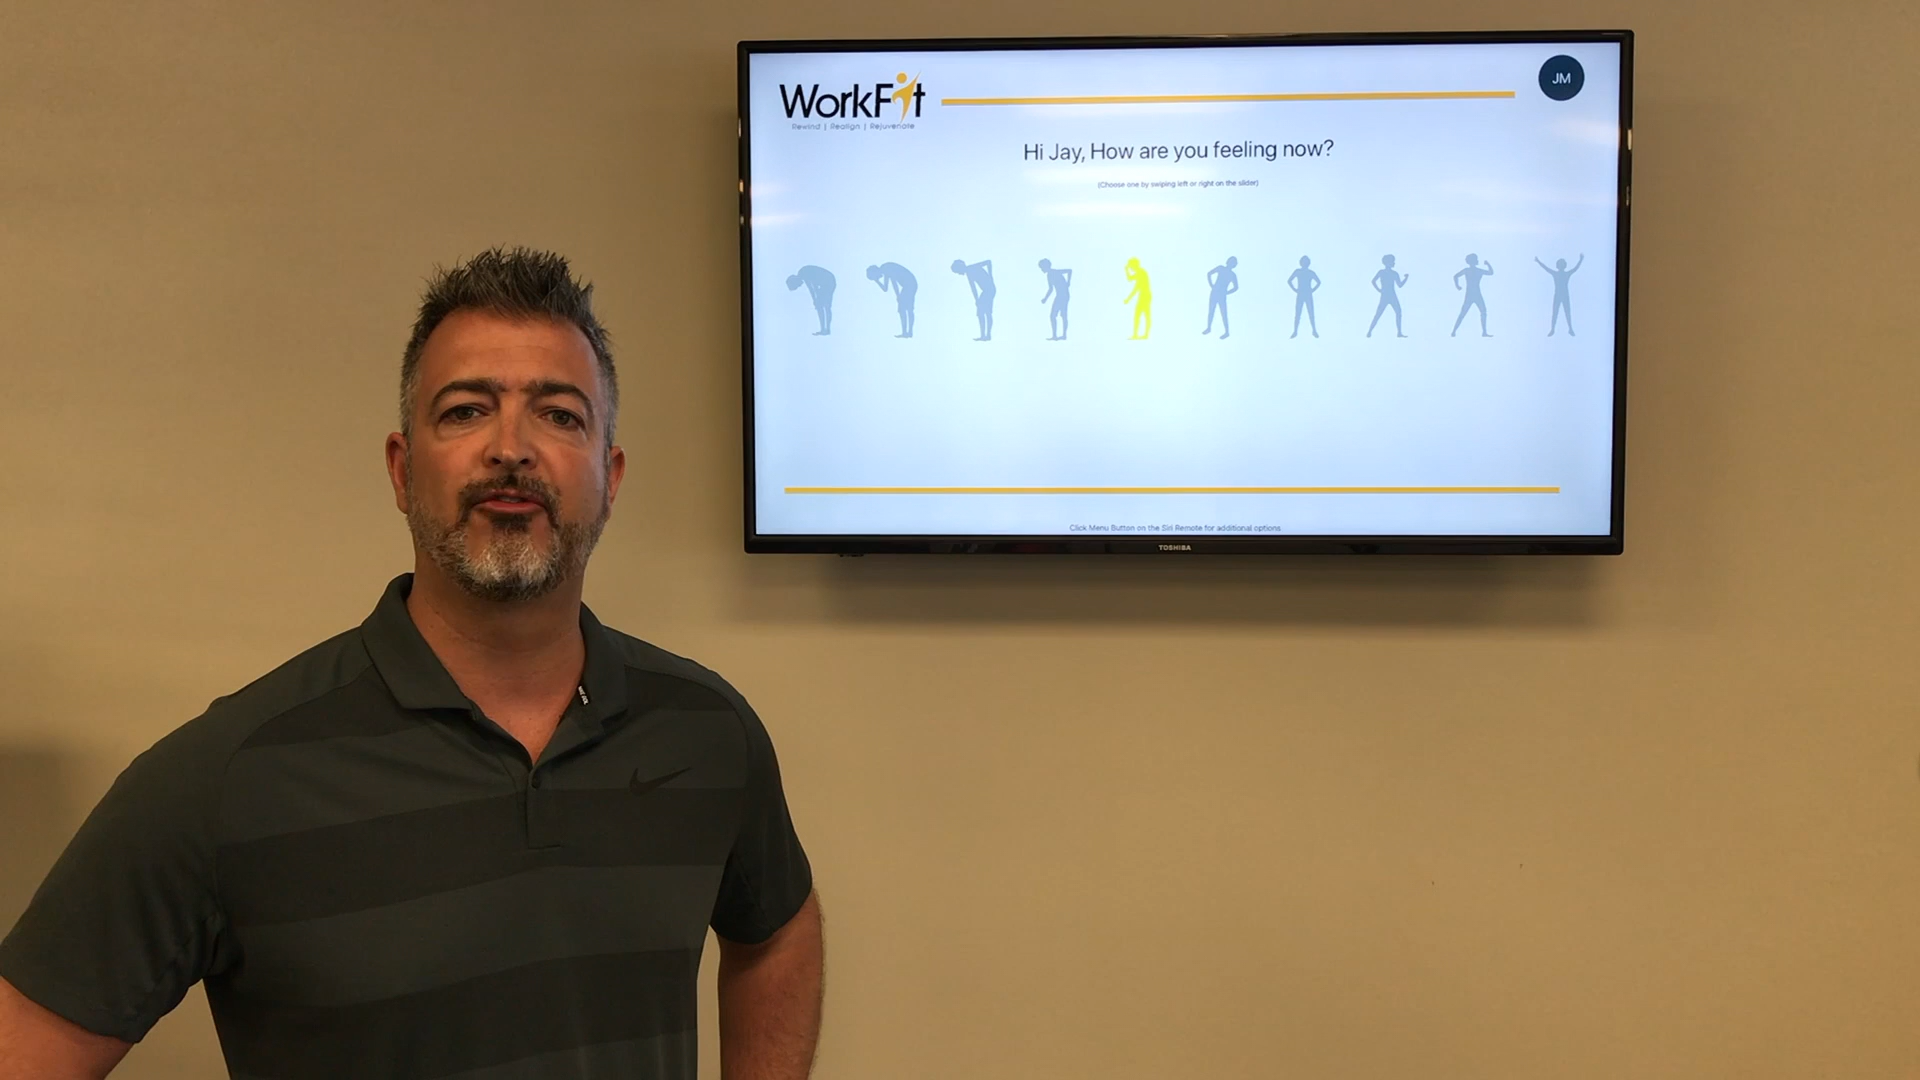 WorkFit
Rewind | Realign | Rejuvenate
JM
Hi Jay, How are you feeling now?
(Choose one by swiping left or right on the slider)
Click Menu Button on the Siri Remote for additional options
TOSHIBA